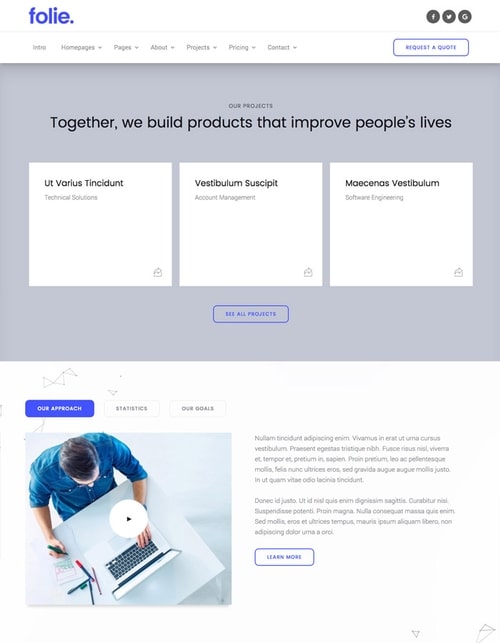 folie.
Intro Homepages Pages About Projects Pricing Contact REQUEST A QUOTE
OUR PROJECTS
Together, we build products that improve people's lives
Ut Varius Tincidunt
Technical Solutions
Vestibulum Suscipit
Account Management
Maecenas Vestibulum
Software Engineering
SEE ALL PROJECTS
OUR APPROACH STATISTICS OUR GOALS
Nullam tincidunt adipiscing enim. Vivamus in erat ut urna cursus
vestibulum. Praesent egestas tristique nibh. Fusce risus nisl, viverra
et, tempor et, pretium in, sapien. Proin pretium, leo ac pellentesque
mollis, felis nunc ultrices eros, sed gravida augue augue mollis justo.
In ut quam vitae odio lacinia tincidunt.
Donec id justo. Ut id nisl quis enim dignissim sagittis. Curabitur nisi.
Suspendisse potenti. Proin magna. Nulla consequat massa quis enim.
Sed mollis, eros et ultrices tempus, mauris ipsum aliquam libero, non
adipiscing dolor urna a orci.
LEARN MORE